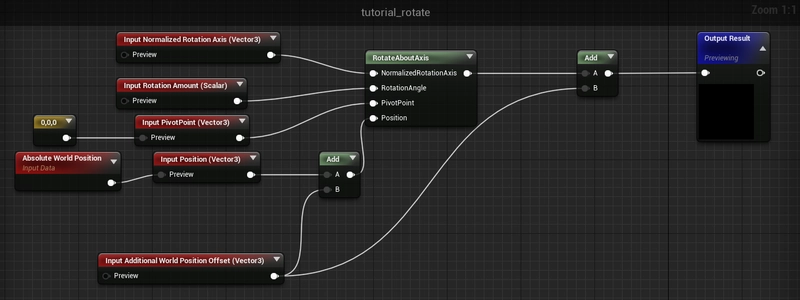 tutorial_rotate
Zoom 1:1
Input Normalized Rotation Axis (Vector3)
Preview
Input Rotation Amount (Scalar)
Preview
0,0,0
Input PivotPoint (Vector3)
Preview
Absolute World Position
Input Data
Input Position (Vector3)
Preview
Add
A
B
Input Additional World Position Offset (Vector3)
Preview
RotateAboutAxis
NormalizedRotationAxis
RotationAngle
PivotPoint
Position
Add
A
B
Output Result
Previewing